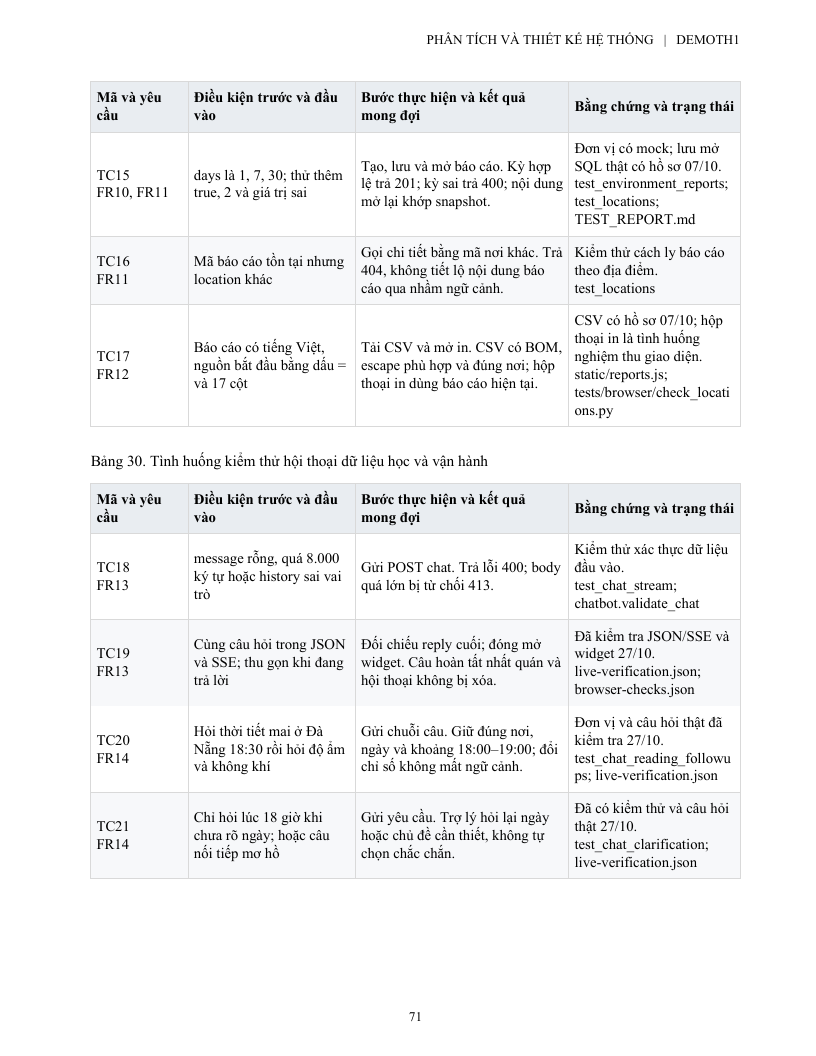 PHÂN TÍCH VÀ THIẾT KẾ HỆ THỐNG | DEMOTH1
Mã và yêu
cầu
Điều kiện trước và đầu
vào
Bước thực hiện và kết quả
mong đợi
Bằng chứng và trạng thái
TC15
FR10, FR11
days là 1, 7, 30; thử thêm
true, 2 và giá trị sai
Tạo, lưu và mở báo cáo. Kỳ hợp
lệ trả 201; kỳ sai trả 400; nội dung
mở lại khớp snapshot.
Đơn vị có mock; lưu mở
SQL thật có hồ sơ 07/10.
test_environment_reports;
test_locations;
TEST_REPORT.md
TC16
FR11
Mã báo cáo tồn tại nhưng
location khác
Gọi chi tiết bằng mã nơi khác. Trả
404, không tiết lộ nội dung báo
cáo qua nhầm ngữ cảnh.
Kiểm thử cách ly báo cáo
theo địa điểm.
test_locations
TC17
FR12
Báo cáo có tiếng Việt,
nguồn bắt đầu bằng dấu =
và 17 cột
Tải CSV và mở in. CSV có BOM,
escape phù hợp và đúng nơi; hộp
thoại in dùng báo cáo hiện tại.
CSV có hồ sơ 07/10; hộp
thoại in là tình huống
nghiệm thu giao diện.
static/reports.js;
tests/browser/check_locati
ons.py
Bảng 30. Tình huống kiểm thử hội thoại dữ liệu học và vận hành
Mã và yêu
cầu
Điều kiện trước và đầu
vào
Bước thực hiện và kết quả
mong đợi
Bằng chứng và trạng thái
TC18
FR13
message rỗng, quá 8.000
ký tự hoặc history sai vai
trò
Gửi POST chat. Trả lỗi 400; body
quá lớn bị từ chối 413.
Kiểm thử xác thực dữ liệu
đầu vào.
test_chat_stream;
chatbot.validate_chat
TC19
FR13
Cùng câu hỏi trong JSON
và SSE; thu gọn khi đang
trả lời
Đối chiếu reply cuối; đóng mở
widget. Câu hoàn tất nhất quán và
hội thoại không bị xóa.
Đã kiểm tra JSON/SSE và
widget 27/10.
live-verification.json;
browser-checks.json
TC20
FR14
Hỏi thời tiết mai ở Đà
Nẵng 18:30 rồi hỏi độ ẩm
và không khí
Gửi chuỗi câu. Giữ đúng nơi,
ngày và khoảng 18:00–19:00; đổi
chỉ số không mất ngữ cảnh.
Đơn vị và câu hỏi thật đã
kiểm tra 27/10.
test_chat_reading_followu
ps; live-verification.json
TC21
FR14
Chỉ hỏi lúc 18 giờ khi
chưa rõ ngày; hoặc câu
nối tiếp mơ hồ
Gửi yêu cầu. Trợ lý hỏi lại ngày
hoặc chủ đề cần thiết, không tự
chọn chắc chắn.
Đã có kiểm thử và câu hỏi
thật 27/10.
test_chat_clarification;
live-verification.json
71